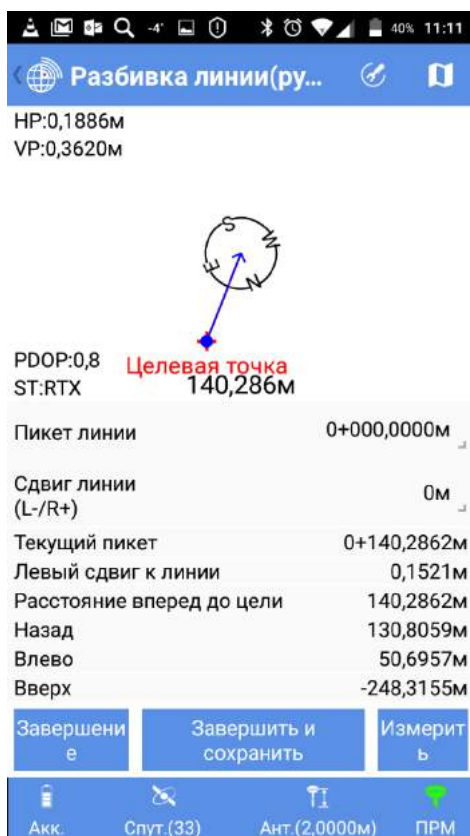 -4° 40% 11:11
Разбивка линии(ру...
HP:0,1886м
VP:0,3620м
S
W
E
N
PDOP:0,8
Целевая точка
ST:RTX 140,286м
Пикет линии 0+000,0000м
Сдвиг линии
(L-/R+) 0м
Текущий пикет 0+140,2862м
Левый сдвиг к линии 0,1521м
Расстояние вперед до цели 140,2862м
Назад 130,8059м
Влево 50,6957м
Вверх -248,3155м
Завершени
е
Завершить и
сохранить
Измерит
ь
Акк. Спут.(33) Ант.(2,0000м) ПРМ